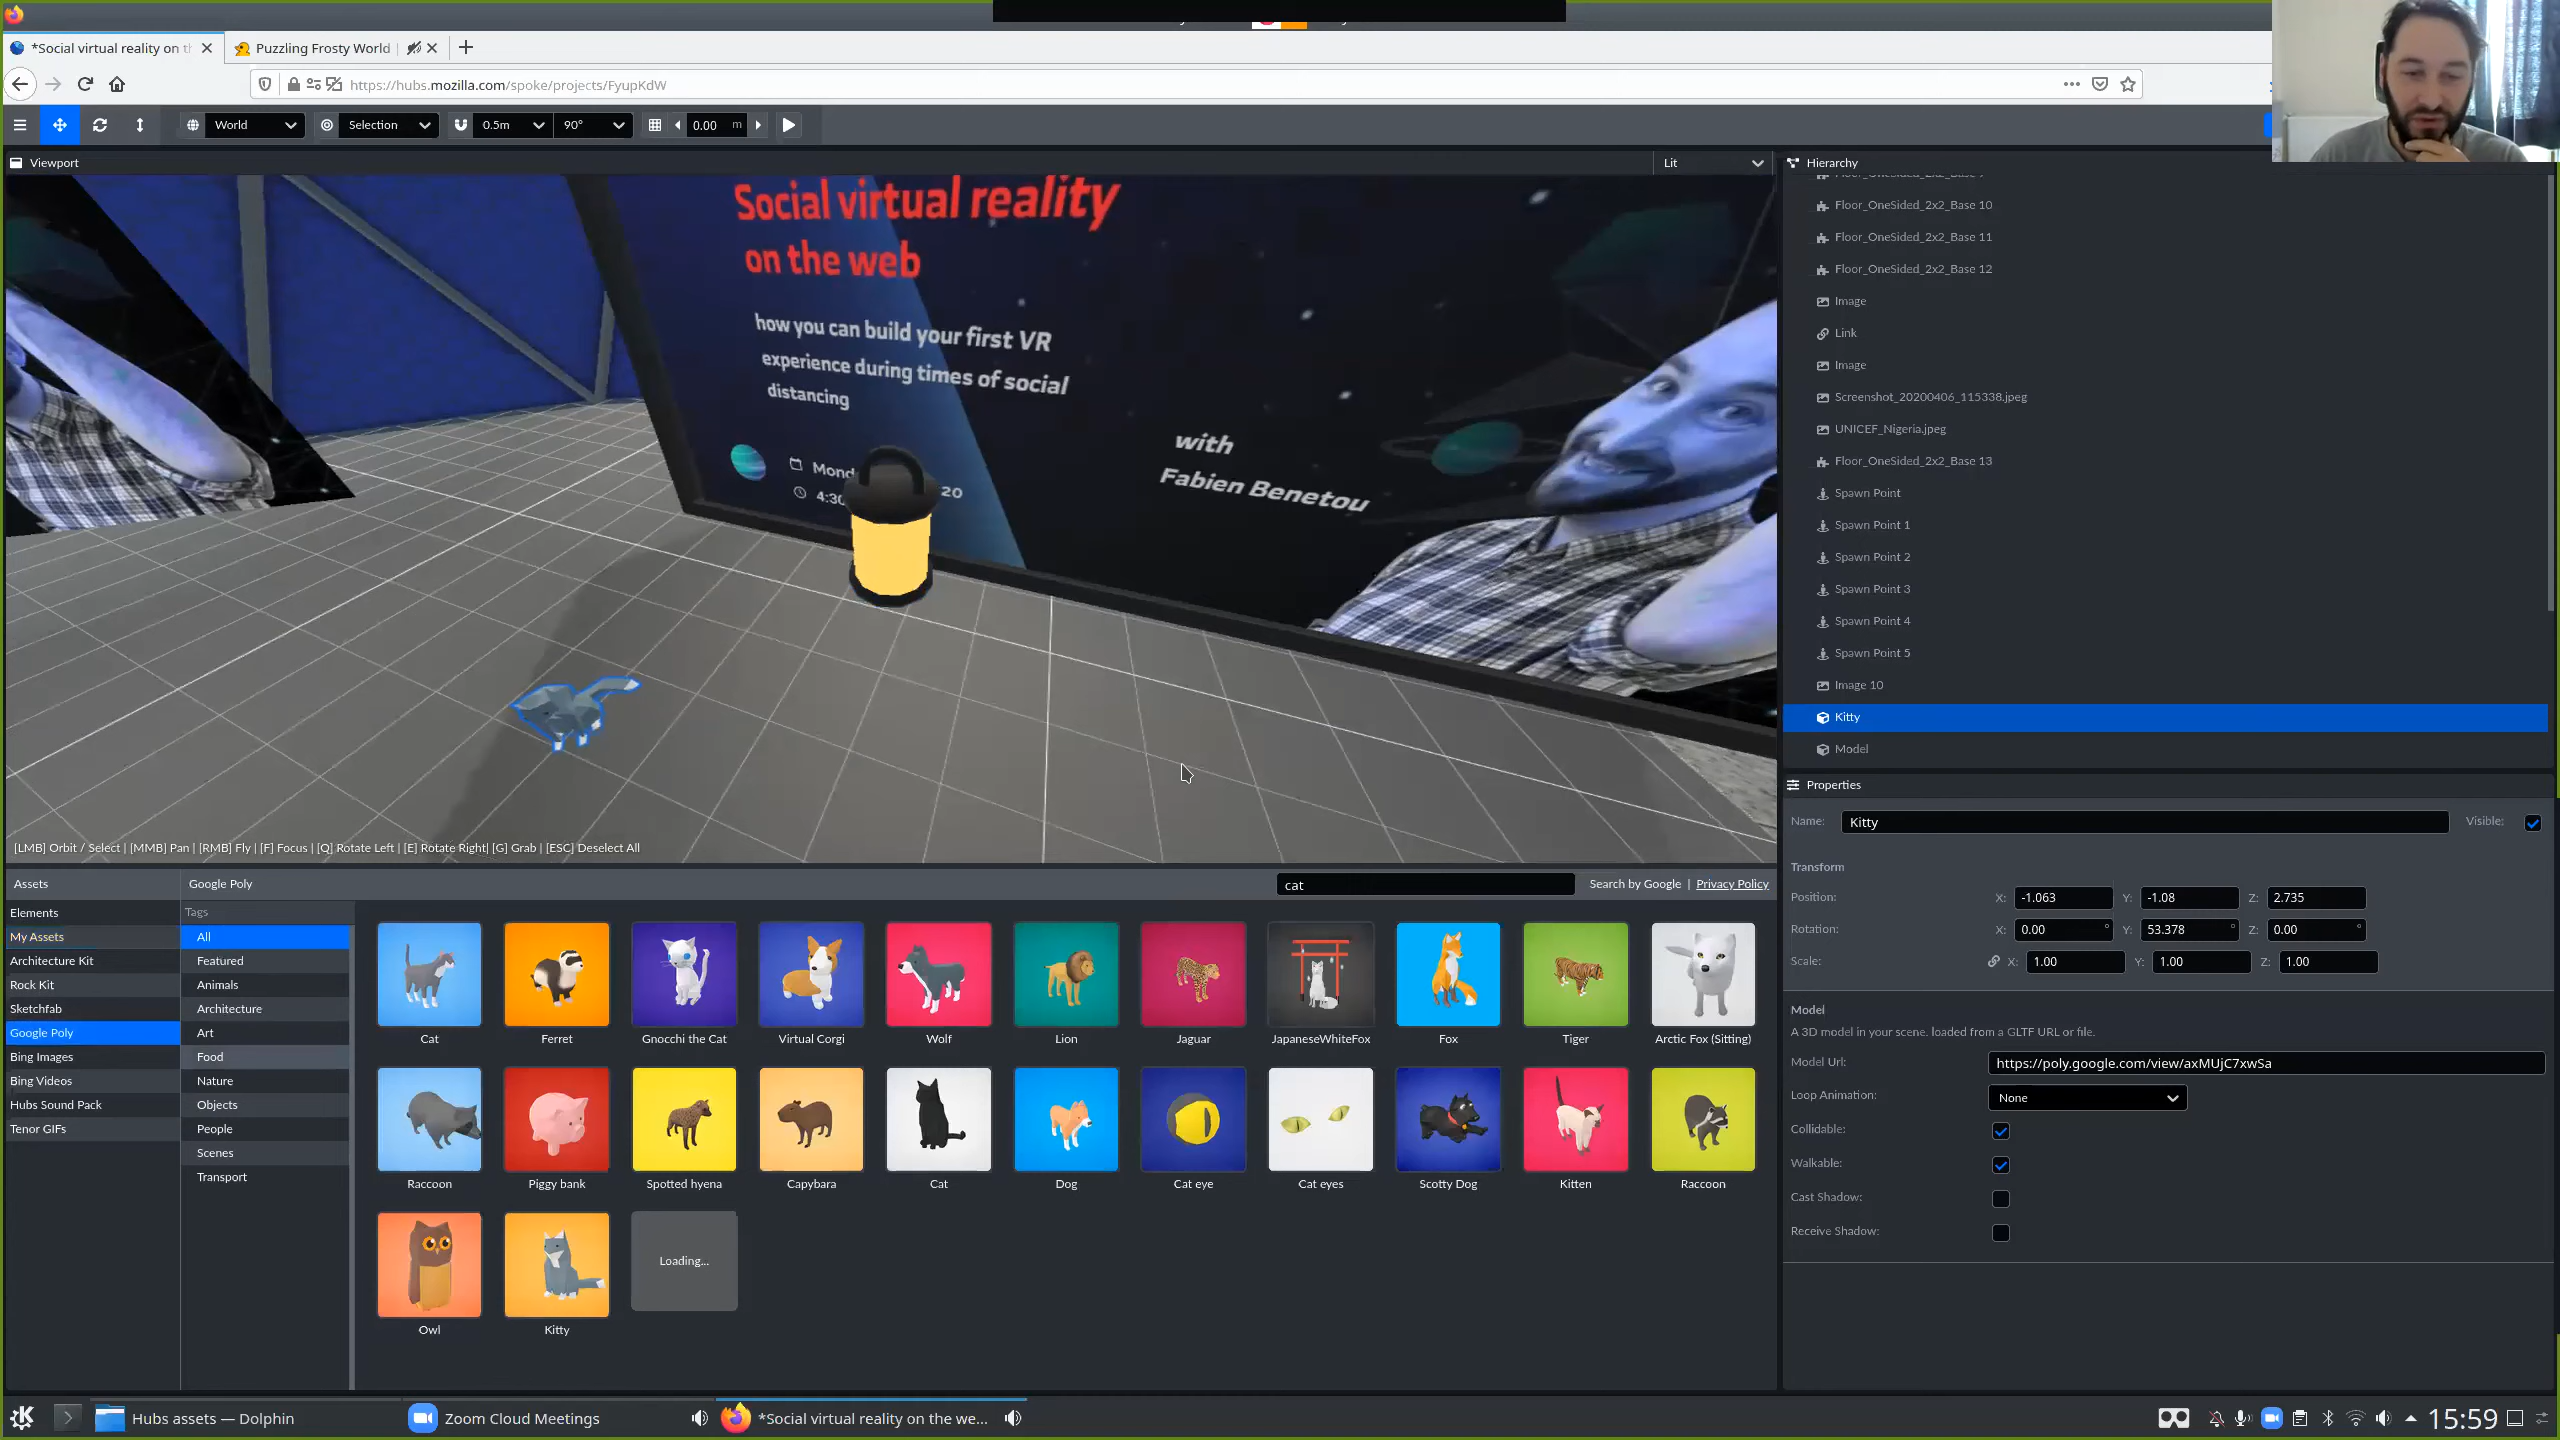 *Social virtual reality on th
Puzzling Frosty World
https://hubs.mozilla.com/spoke/projects/FyupKdW
World
Selection
0.5m
90°
0.00 m
Viewport
Lit
Social virtual reality
on the web
how you can build your first VR
experience during times of social
distancing
Mond
20
4:30
with
Fabien Benetou
[LMB] Orbit / Select | [MMB] Pan | [RMB] Fly | [F] Focus | [Q] Rotate Left | [E] Rotate Right| [G] Grab | [ESC] Deselect All
Hierarchy
Floor_OneSided_2x2_Base 9
Floor_OneSided_2x2_Base 10
Floor_OneSided_2x2_Base 11
Floor_OneSided_2x2_Base 12
Image
Link
Image
Screenshot_20200406_115338.jpeg
UNICEF_Nigeria.jpeg
Floor_OneSided_2x2_Base 13
Spawn Point
Spawn Point 1
Spawn Point 2
Spawn Point 3
Spawn Point 4
Spawn Point 5
Image 10
Kitty
Model
Properties
Name: Kitty Visible:
Transform
Position: X: -1.063 Y: -1.08 Z: 2.735
Rotation: X: 0.00 ° Y: 53.378 ° Z: 0.00 °
Scale: X: 1.00 Y: 1.00 Z: 1.00
Model
A 3D model in your scene. loaded from a GLTF URL or file.
Model Url: https://poly.google.com/view/axMUjC7xwSa
Loop Animation: None
Collidable:
Walkable:
Cast Shadow:
Receive Shadow:
Assets
Elements
My Assets
Architecture Kit
Rock Kit
Sketchfab
Google Poly
Bing Images
Bing Videos
Hubs Sound Pack
Tenor GIFs
Google Poly
cat
Search by Google | Privacy Policy
Tags
All
Featured
Animals
Architecture
Art
Food
Nature
Objects
People
Scenes
Transport
Cat
Ferret
Gnocchi the Cat
Virtual Corgi
Wolf
Lion
Jaguar
JapaneseWhiteFox
Fox
Tiger
Arctic Fox (Sitting)
Raccoon
Piggy bank
Spotted hyena
Capybara
Cat
Dog
Cat eye
Cat eyes
Scotty Dog
Kitten
Raccoon
Owl
Kitty
Loading...
Hubs assets — Dolphin
Zoom Cloud Meetings
*Social virtual reality on the we...
15:59